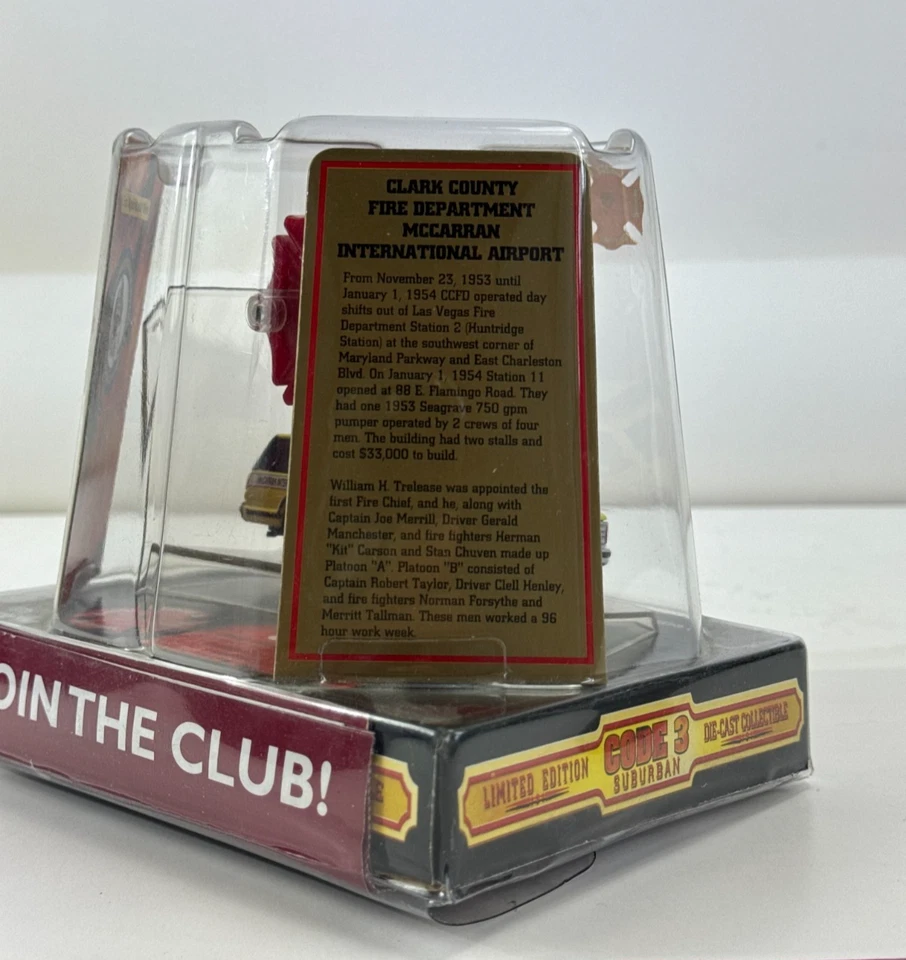 CLARK COUNTY
FIRE DEPARTMENT
MCCARRAN
INTERNATIONAL AIRPORT
From November 23, 1953 until
January 1, 1954 CCFD operated day
shifts out of Las Vegas Fire
Department Station 2 (Huntridge
Station) at the southwest corner of
Maryland Parkway and East Charleston
Blvd. On January 1, 1954 Station 11
opened at 88 E. Flamingo Road. They
had one 1953 Seagrave 750 gpm
pumper operated by 2 crews of four
men. The building had two stalls and
cost $33,000 to build.
William H. Trelease was appointed the
first Fire Chief, and he, along with
Captain Joe Merrill, Driver Gerald
Manchester, and fire fighters Herman
"Kit" Carson and Stan Chuven made up
Platoon "A". Platoon "B" consisted of
Captain Robert Taylor, Driver Clell Henley,
and fire fighters Norman Forsythe and
Merritt Tallman. These men worked a 96
hour work week.
OIN THE CLUB!
LIMITED EDITION
CODE 3
SUBURBAN
DIE-CAST COLLECTIBLE